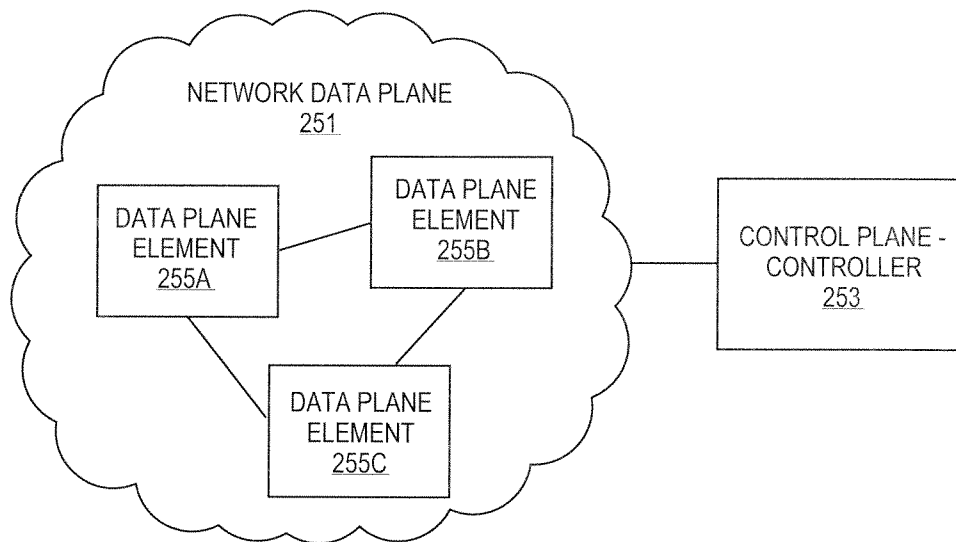 NETWORK DATA PLANE
251
DATA PLANE
ELEMENT
255A
DATA PLANE
ELEMENT
255B
DATA PLANE
ELEMENT
255C
CONTROL PLANE -
CONTROLLER
253